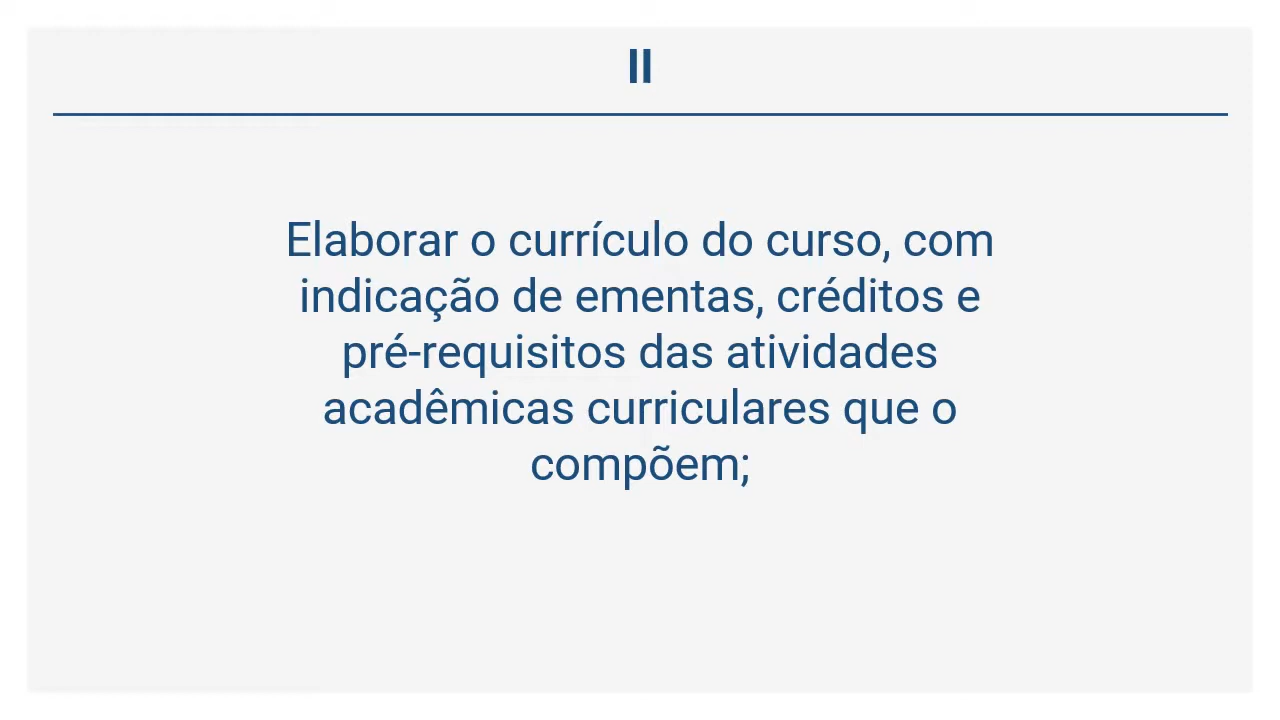 II
Elaborar o currículo do curso, com
indicação de ementas, créditos e
pré-requisitos das atividades
acadêmicas curriculares que o
compõem;